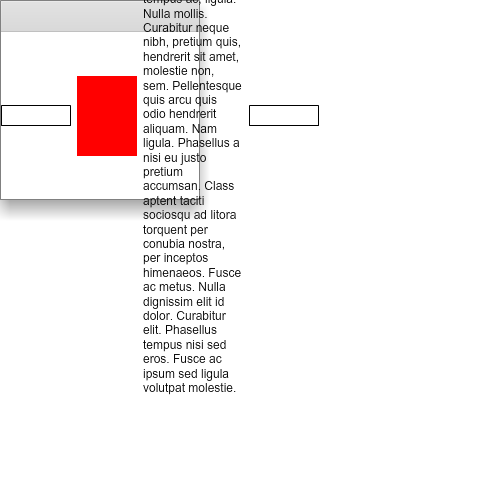 tempus ac, ligula.
Nulla mollis.
Curabitur neque
nibh, pretium quis,
hendrerit sit amet,
molestie non,
sem. Pellentesque
quis arcu quis
odio hendrerit
aliquam. Nam
ligula. Phasellus a
nisi eu justo
pretium
accumsan. Class
aptent taciti
sociosqu ad litora
torquent per
conubia nostra,
per inceptos
himenaeos. Fusce
ac metus. Nulla
dignissim elit id
dolor. Curabitur
elit. Phasellus
tempus nisi sed
eros. Fusce ac
ipsum sed ligula
volutpat molestie.